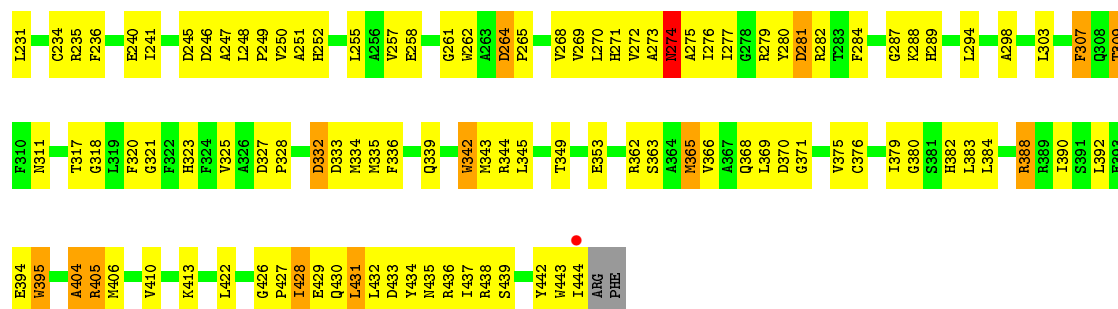 L231 C234 R235 F236 E240 I241 D245 D246 A247 L248 P249 V250 A251 H252 L255 A256 V257 E258 G261 W262 A263 D264 P265 V268 V269 L270 H271 V272 A273 N274 A275 I276 I277 G278 R279 Y280 D281 R282 T283 F284 G287 K288 H289 L294 A298 L303 F307 Q308
F310 N311 T317 G318 L319 F320 G321 F322 H323 F324 V325 A326 D327 P328 D332 D333 M334 M335 F336 Q339 W342 M343 R344 L345 T349 E353 R362 S363 A364 M365 V366 A367 Q368 L369 D370 G371 V375 C376 I379 G380 S381 H382 L383 L384 R388 R389 I390 S391 L392
E394 W395 A404 R405 M406 V410 K413 L422 G426 P427 I428 E429 Q430 L431 L432 D433 Y434 N435 R436 I437 R438 S439 Y442 W443 I444 ARG PHE